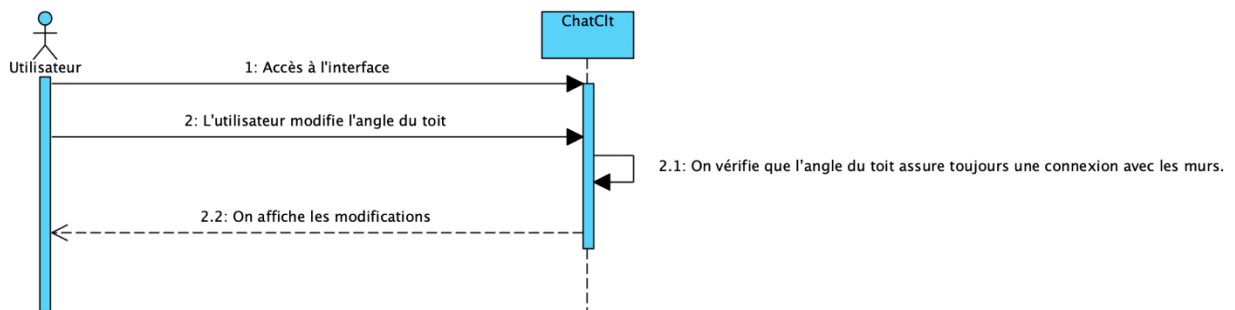 ChatClt
Utilisateur
1: Accès à l'interface
2: L'utilisateur modifie l'angle du toit
2.1: On vérifie que l'angle du toit assure toujours une connexion avec les murs.
2.2: On affiche les modifications